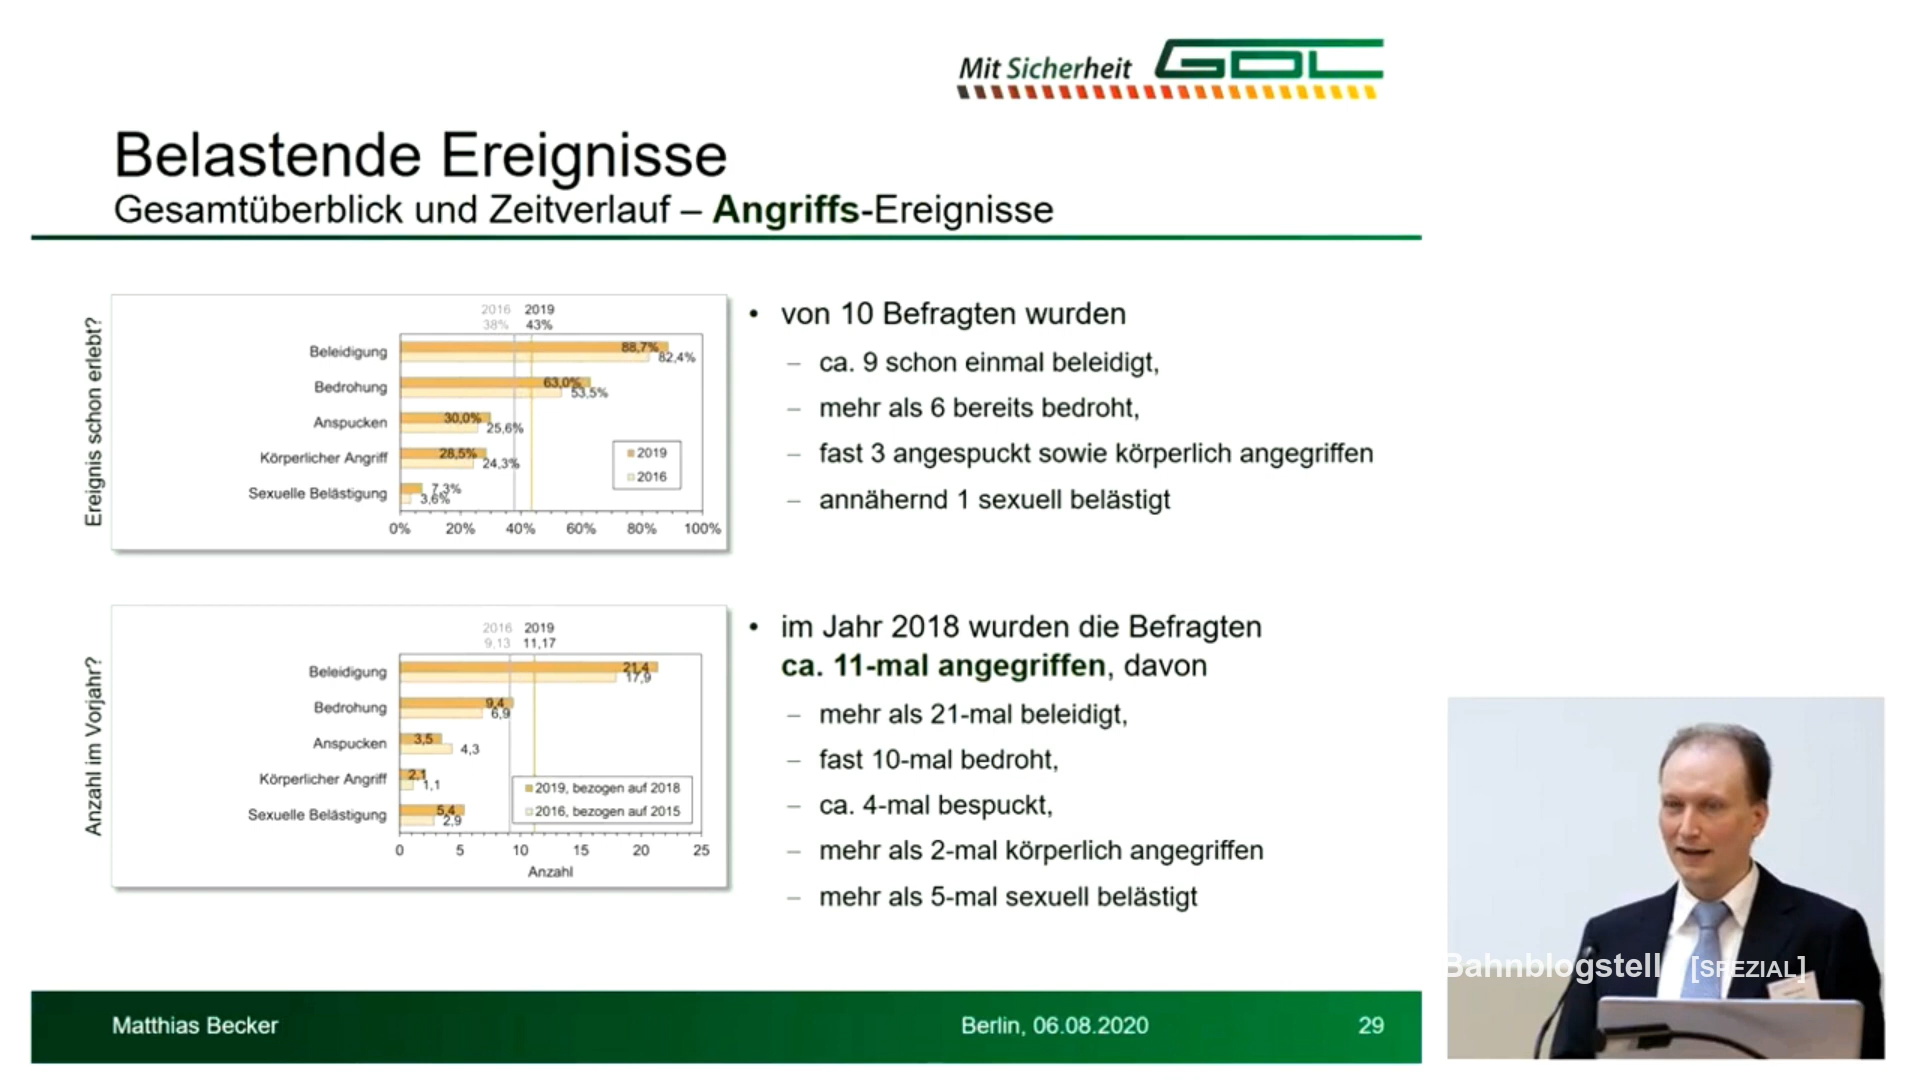 Mit Sicherheit GDL
Belastende Ereignisse
Gesamtüberblick und Zeitverlauf – Angriffs-Ereignisse
Ereignis schon erlebt?
2016 2019
38% 43%
Beleidigung 88,7% 82,4%
Bedrohung 63,0% 53,5%
Anspucken 30,0% 25,6%
Körperlicher Angriff 28,5% 24,3%
Sexuelle Belästigung 7,3% 3,6%
2019
2016
0% 20% 40% 60% 80% 100%
• von 10 Befragten wurden
– ca. 9 schon einmal beleidigt,
– mehr als 6 bereits bedroht,
– fast 3 angespuckt sowie körperlich angegriffen
– annähernd 1 sexuell belästigt
Anzahl im Vorjahr?
2016 2019
9,13 11,17
Beleidigung 21,4 17,9
Bedrohung 9,4 6,9
Anspucken 3,5 4,3
Körperlicher Angriff 2,1 1,1
Sexuelle Belästigung 5,4 2,9
2019, bezogen auf 2018
2016, bezogen auf 2015
0 5 10 15 20 25
Anzahl
• im Jahr 2018 wurden die Befragten
ca. 11-mal angegriffen, davon
– mehr als 21-mal beleidigt,
– fast 10-mal bedroht,
– ca. 4-mal bespuckt,
– mehr als 2-mal körperlich angegriffen
– mehr als 5-mal sexuell belästigt
Bahnblogstelle [SPEZIAL]
Matthias Becker Berlin, 06.08.2020 29